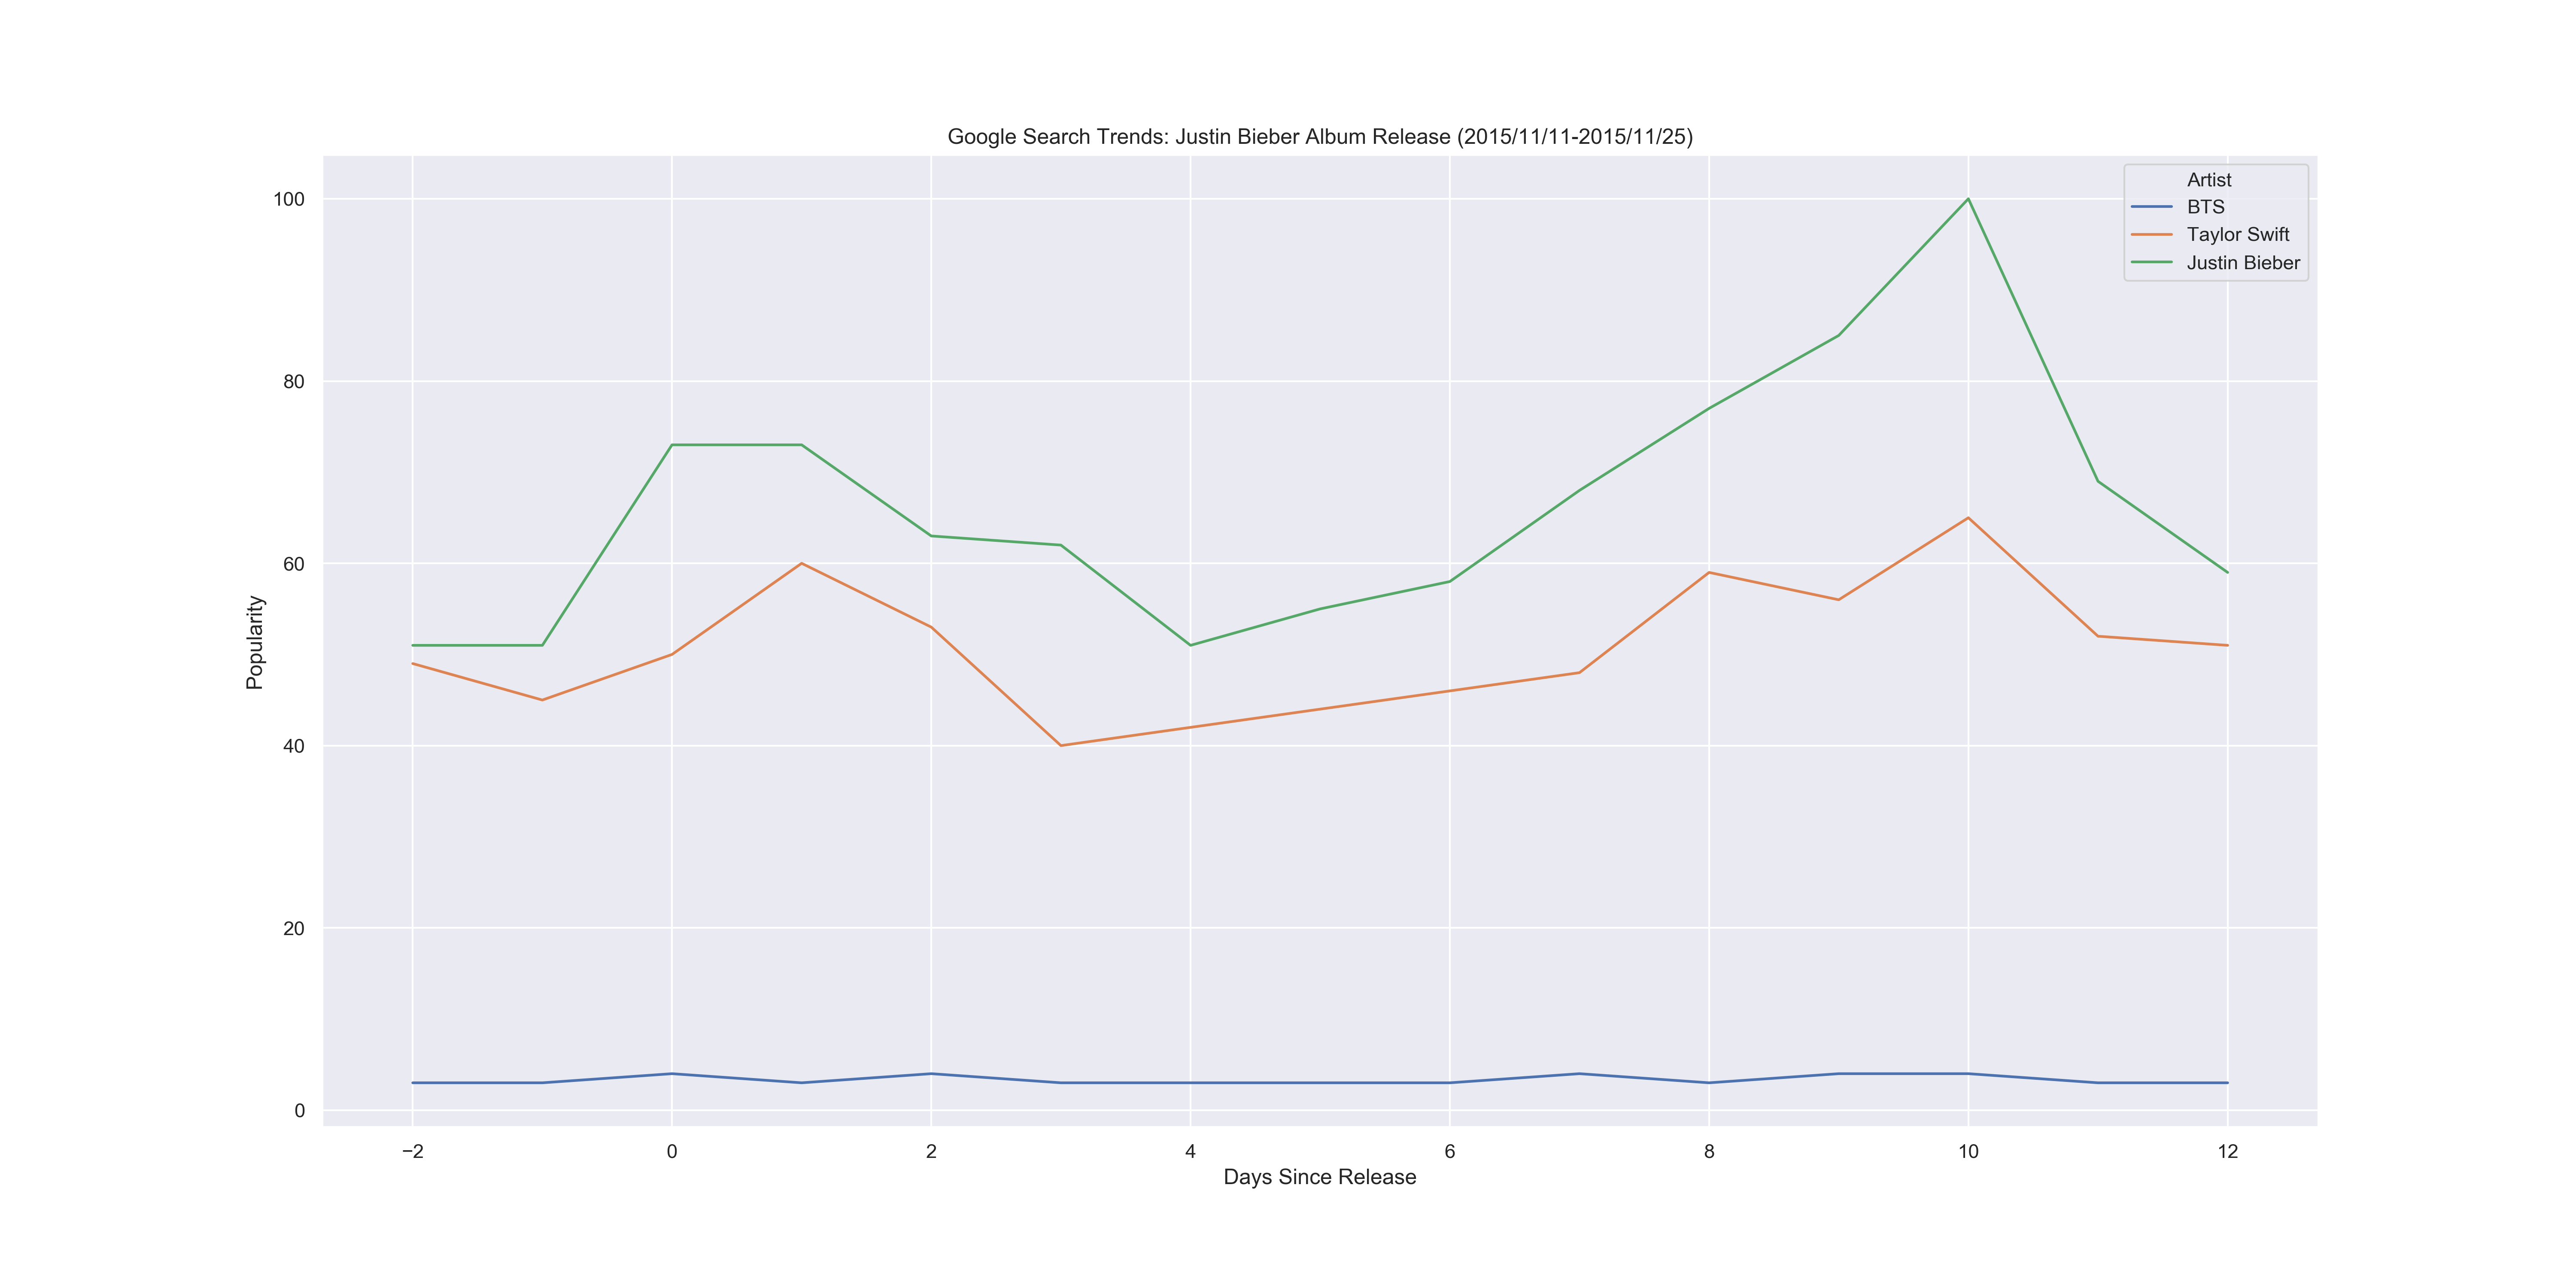 Google Search Trends: Justin Bieber Album Release (2015/11/11-2015/11/25)
Artist
BTS
Taylor Swift
Justin Bieber
Popularity
100
80
60
40
20
0
−2 0 2 4 6 8 10 12
Days Since Release